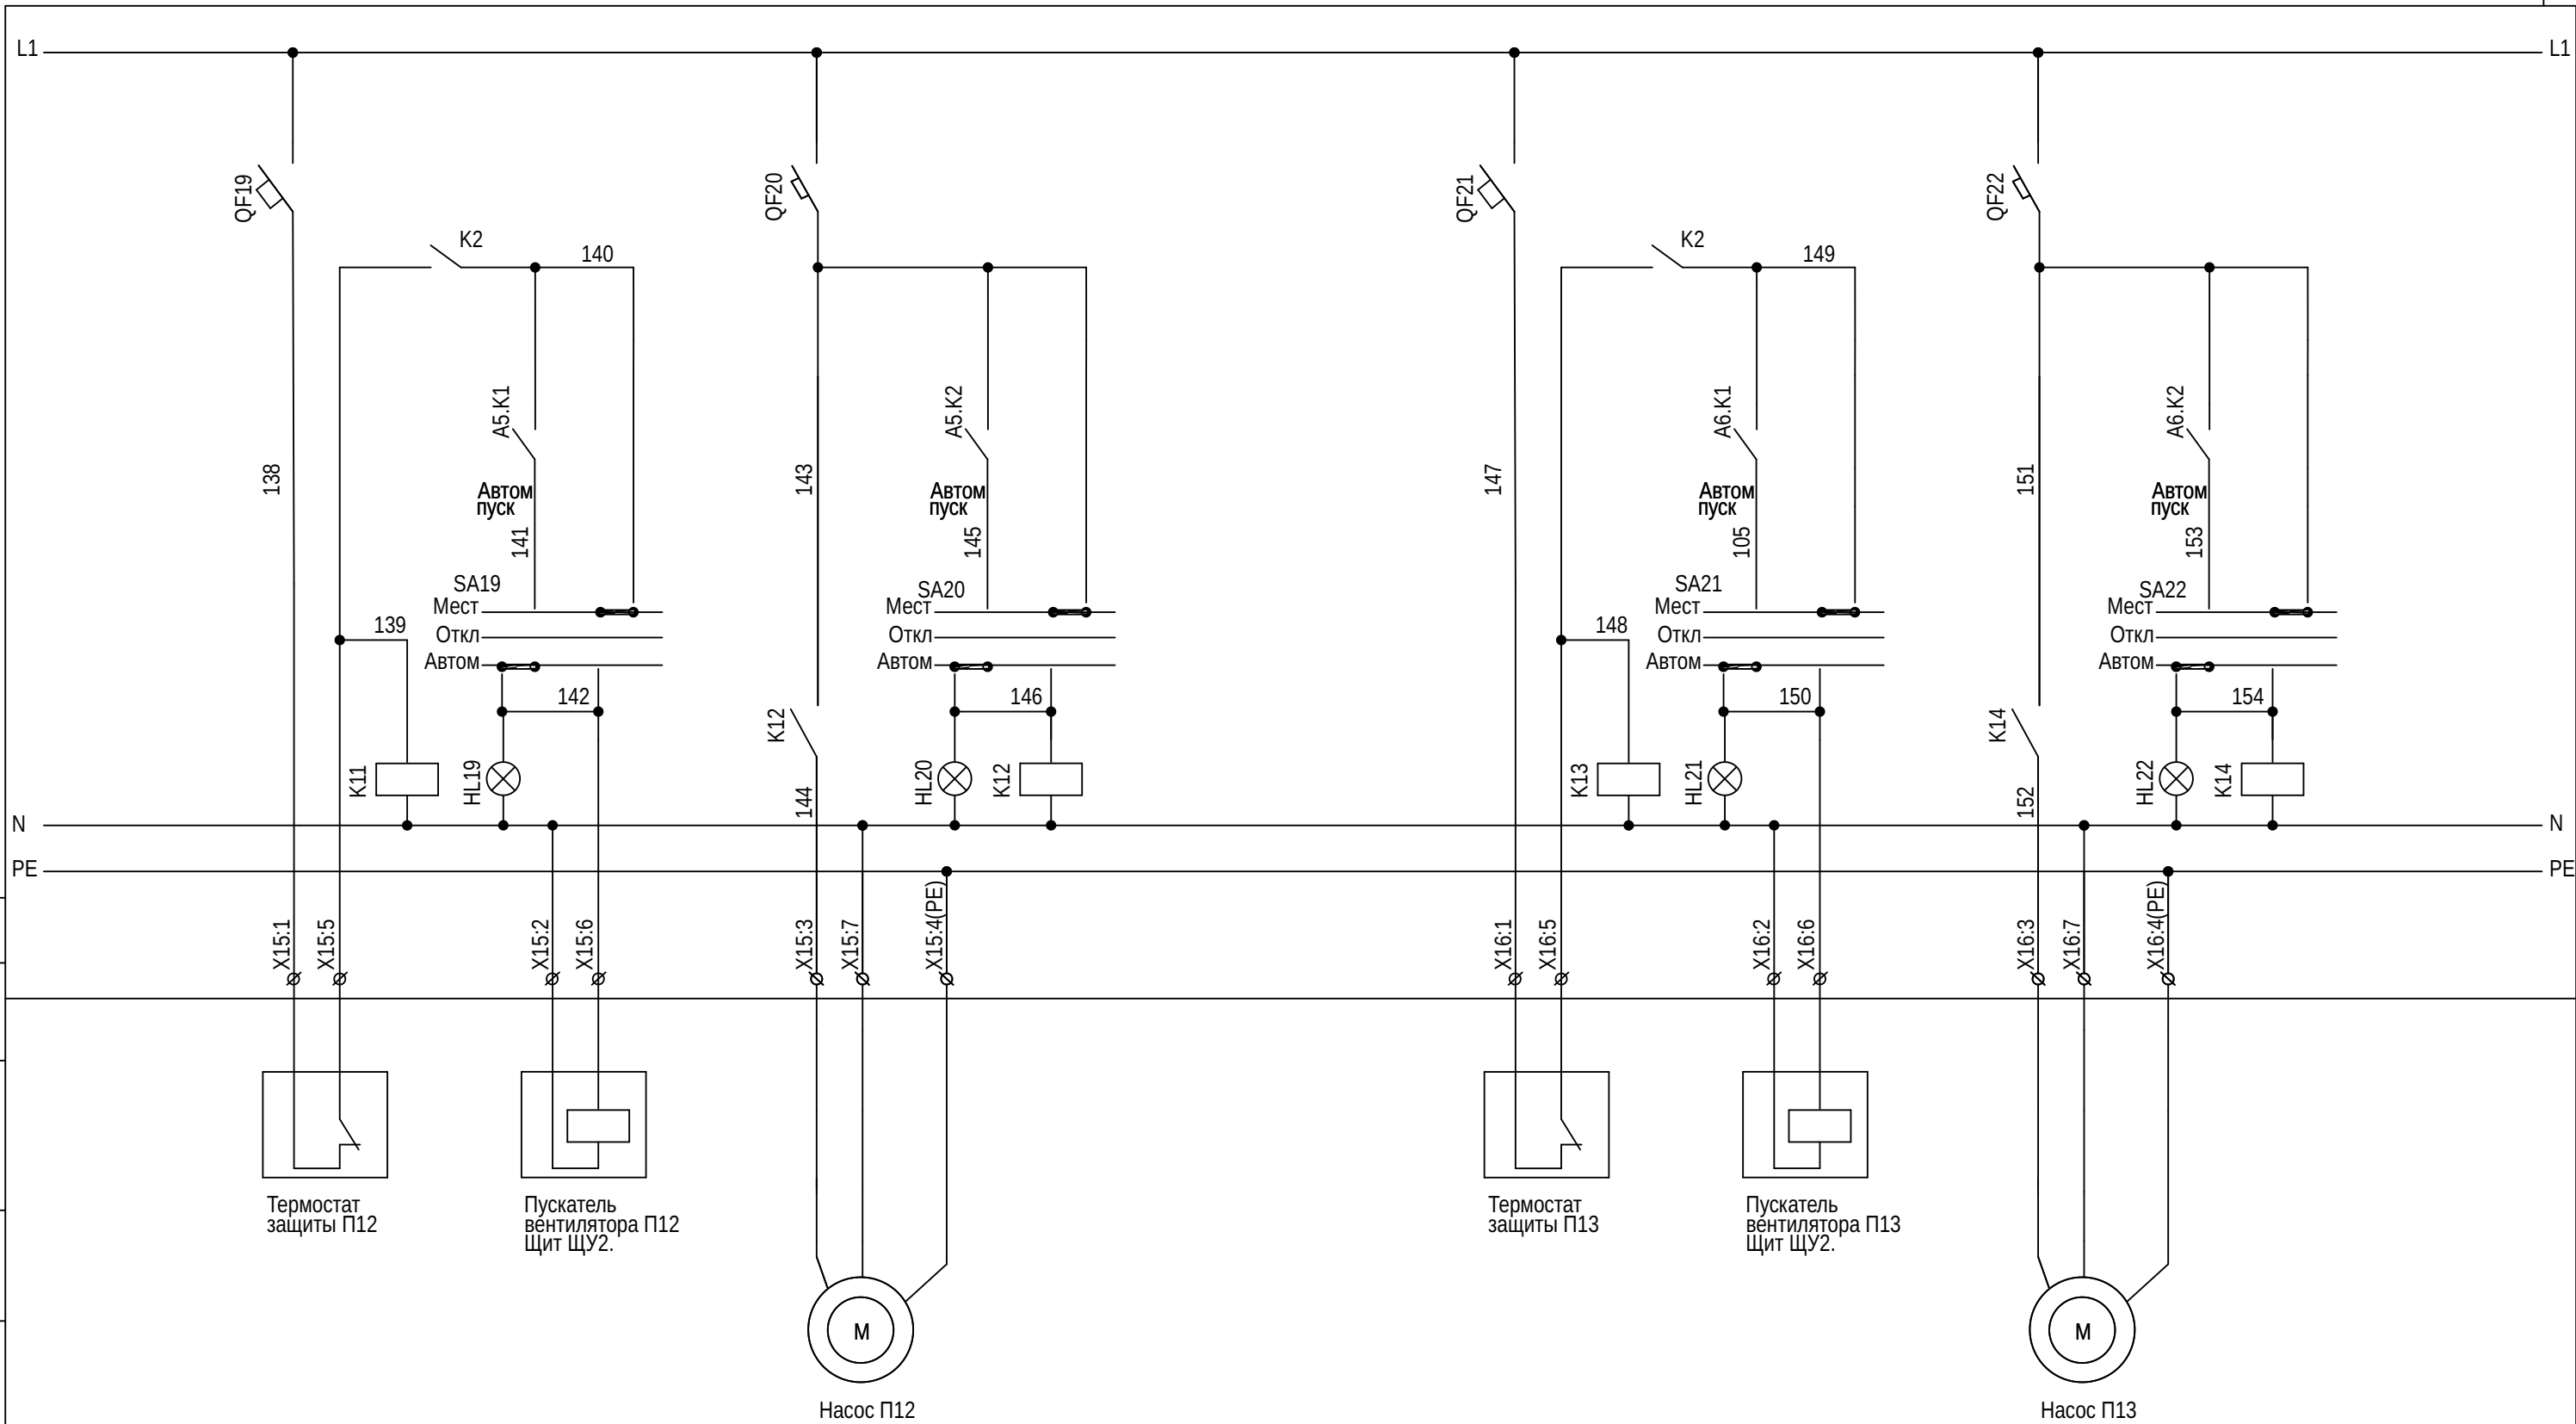 L1
L1
QF19
QF20
QF21
QF22
K2
140
K2
149
A5.K1
A5.K2
A6.K1
A6.K2
138
143
147
151
Автом
пуск
Автом
пуск
Автом
пуск
Автом
пуск
141
145
105
153
SA19
SA20
SA21
SA22
Мест
Мест
Мест
Мест
139
Откл
Откл
148
Откл
Откл
Автом
Автом
Автом
Автом
142
146
150
154
K12
K14
K11
HL19
HL20
K12
K13
HL21
HL22
K14
144
152
N
N
PE
PE
X15:1
X15:5
X15:2
X15:6
X15:3
X15:7
X15:4(PE)
X16:1
X16:5
X16:2
X16:6
X16:3
X16:7
X16:4(PE)
Термостат
защиты П12
Пускатель
вентилятора П12
Щит ЩУ2.
Термостат
защиты П13
Пускатель
вентилятора П13
Щит ЩУ2.
М
М
Насос П12
Насос П13